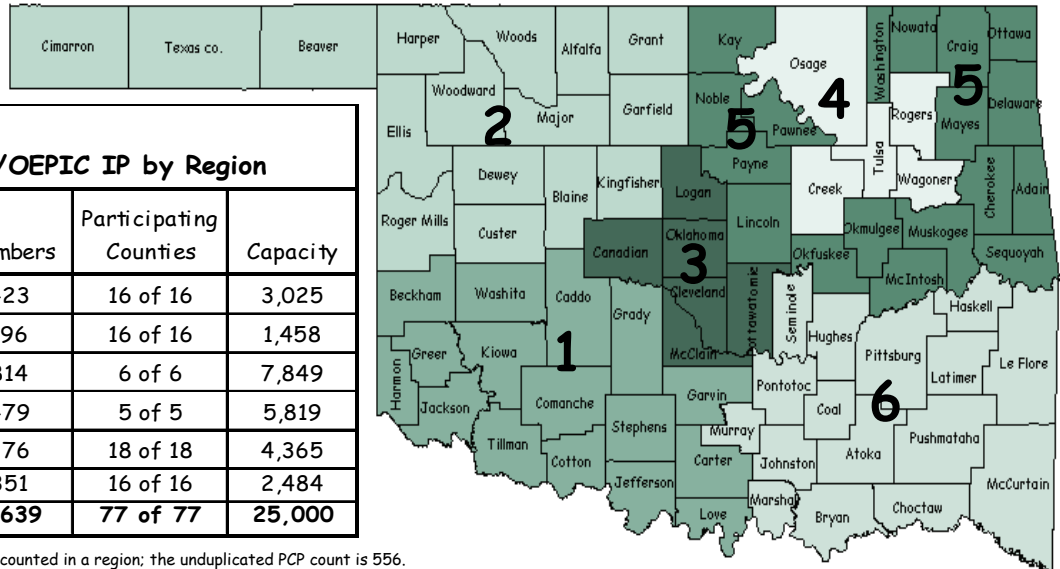 /OEPIC IP by Region
mbers Participating Counties Capacity
423 16 of 16 3,025
96 16 of 16 1,458
314 6 of 6 7,849
479 5 of 5 5,819
76 18 of 18 4,365
351 16 of 16 2,484
639 77 of 77 25,000
counted in a region; the unduplicated PCP count is 556.
Cimarron Texas co. Beaver Harper Woods Alfalfa Grant Kay Osage Washington Nowata Craig Ottawa
Woodward Major Garfield Noble Pawnee Rogers Mayes Delaware
2 5 4 5
Ellis Dewey Blaine Kingfisher Logan Payne Creek Tulsa Wagoner Cherokee Adair
Roger Mills Custer Canadian Oklahoma Lincoln Okfuskee Okmulgee Muskogee Sequoyah
3
Beckham Washita Caddo Grady Cleveland ottawatomie Seminole Hughes McIntosh Haskell
Harmon Greer Kiowa 1 McClain Pittsburg Latimer Le Flore
Jackson Comanche Garvin Pontotoc Coal 6
Tillman Cotton Stephens Murray Atoka Pushmataha
Jefferson Carter Johnston McCurtain
Love Marshal Bryan Choctaw